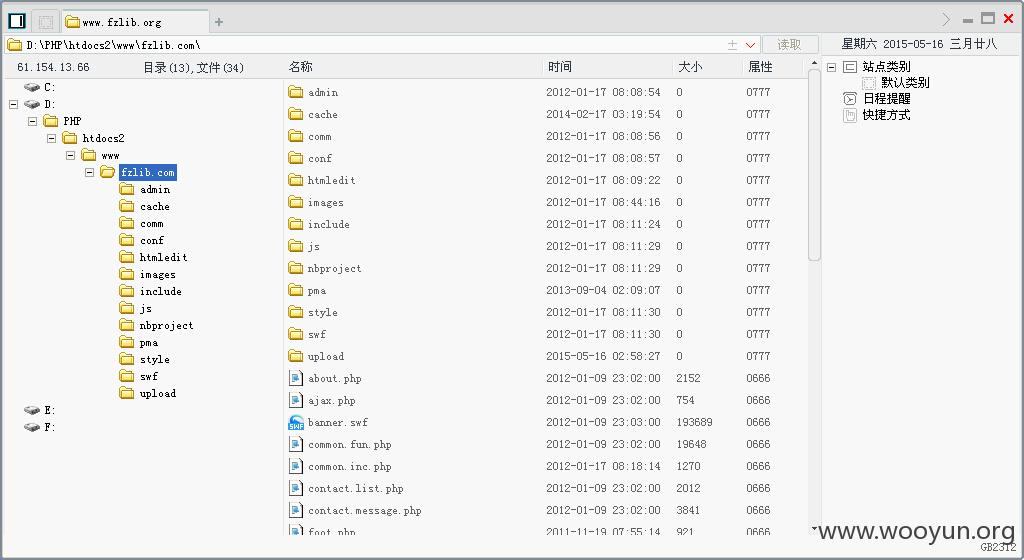 www.fzlib.org
D:\PHP\htdocs2\www\fzlib.com\ 读取 星期六 2015-05-16 三月廿八
61.154.13.66 目录(13),文件(34) 名称 时间 大小 属性
C:
D:
PHP
htdocs2
www
fzlib.com
admin
cache
comm
conf
htmledit
images
include
js
nbproject
pma
style
swf
upload
E:
F:
admin 2012-01-17 08:08:54 0 0777
cache 2014-02-17 03:19:54 0 0777
comm 2012-01-17 08:08:56 0 0777
conf 2012-01-17 08:08:57 0 0777
htmledit 2012-01-17 08:09:22 0 0777
images 2012-01-17 08:44:16 0 0777
include 2012-01-17 08:11:24 0 0777
js 2012-01-17 08:11:29 0 0777
nbproject 2012-01-17 08:11:29 0 0777
pma 2013-09-04 02:09:07 0 0777
style 2012-01-17 08:11:30 0 0777
swf 2012-01-17 08:11:30 0 0777
upload 2015-05-16 02:58:27 0 0777
about.php 2012-01-09 23:02:00 2152 0666
ajax.php 2012-01-09 23:02:00 754 0666
banner.swf 2012-01-09 23:03:00 193689 0666
common.fun.php 2012-01-09 23:02:00 19648 0666
common.inc.php 2012-01-17 08:18:14 1270 0666
contact.list.php 2012-01-09 23:02:00 2012 0666
contact.message.php 2012-01-09 23:02:00 3841 0666
foot.php 2011-11-19 07:55:14 921 0666
站点类别
默认类别
日程提醒
快捷方式
www.wooyun.org
GB2312